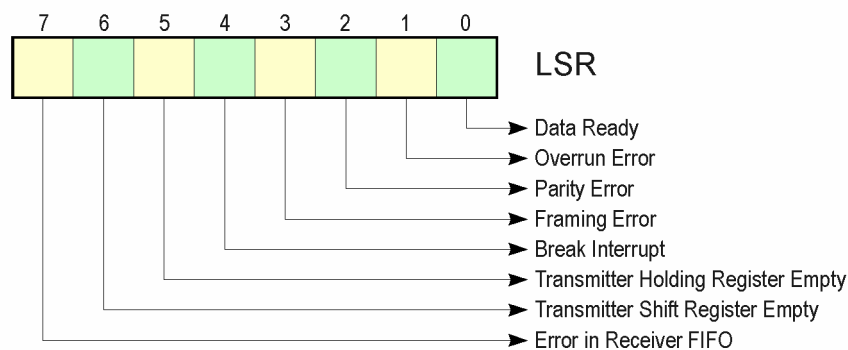 7 6 5 4 3 2 1 0
LSR
Data Ready
Overrun Error
Parity Error
Framing Error
Break Interrupt
Transmitter Holding Register Empty
Transmitter Shift Register Empty
Error in Receiver FIFO